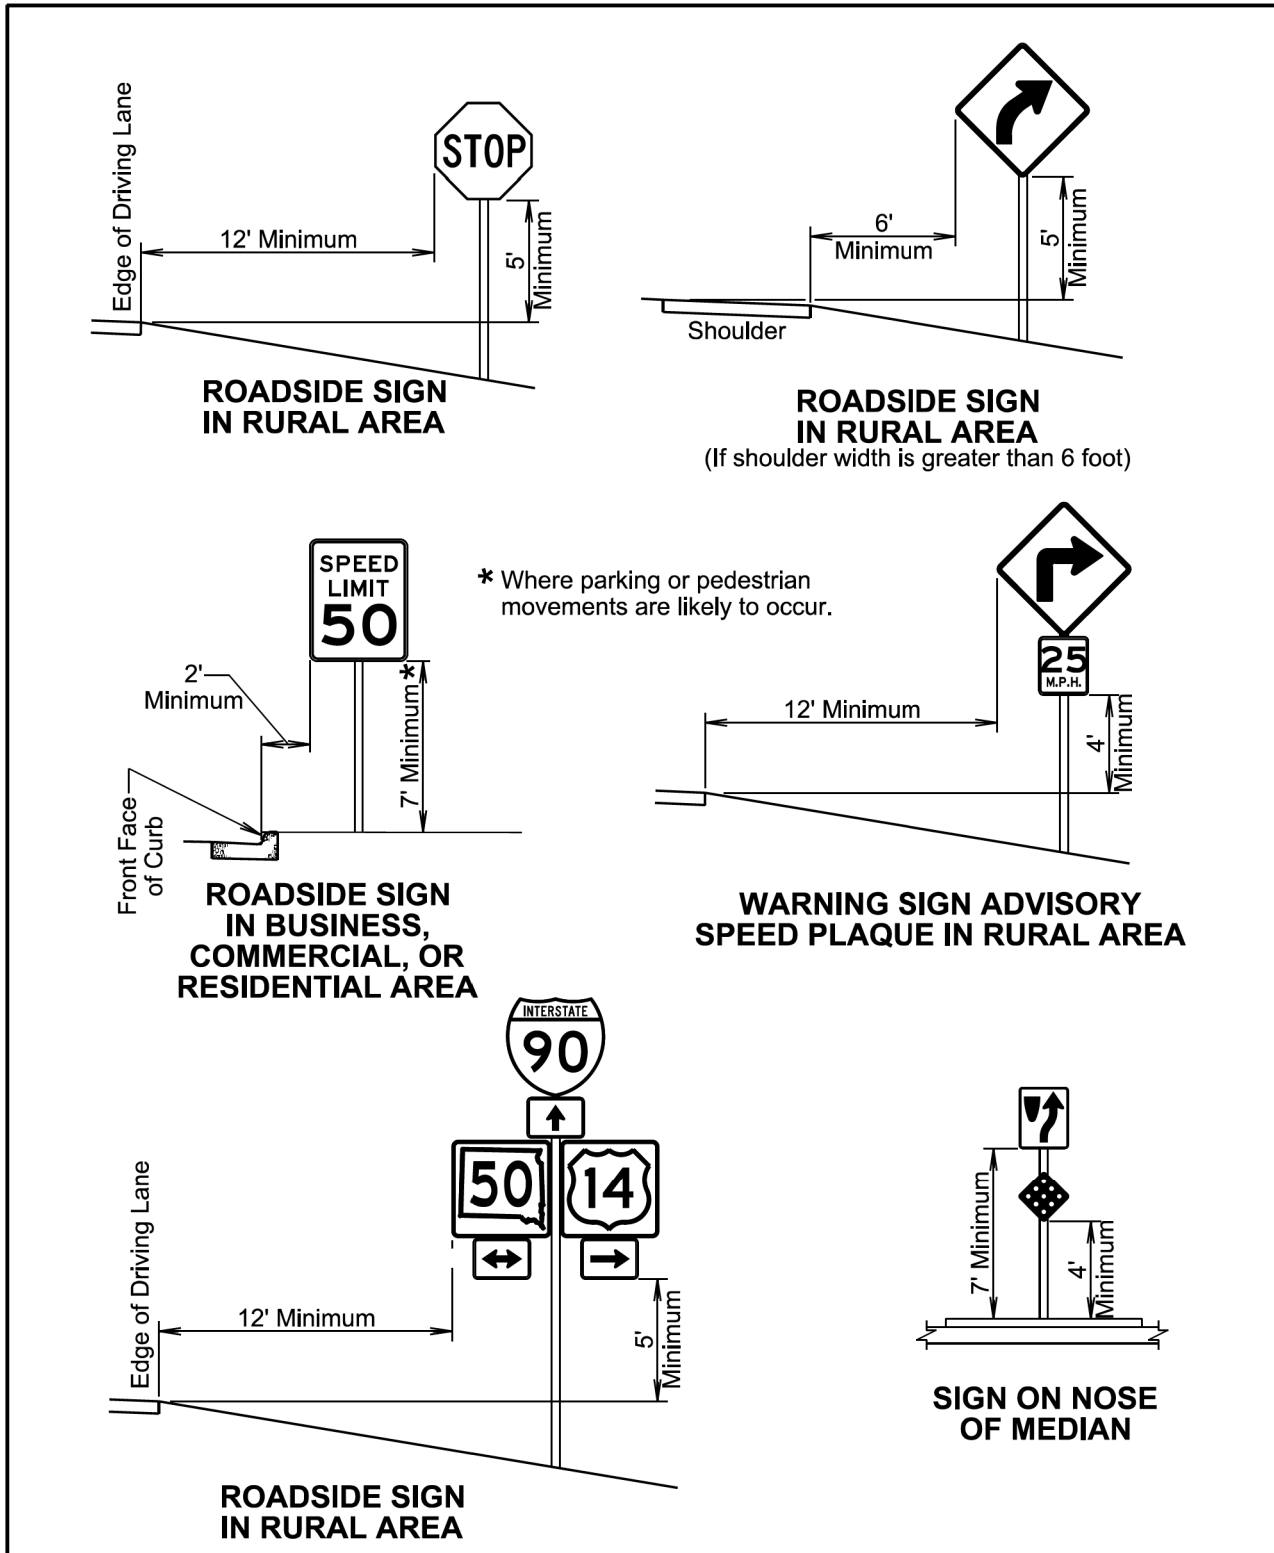 Edge of Driving Lane
STOP
12' Minimum
5'
Minimum
ROADSIDE SIGN
IN RURAL AREA
6'
Minimum
5'
Minimum
Shoulder
ROADSIDE SIGN
IN RURAL AREA
(If shoulder width is greater than 6 foot)
SPEED
LIMIT
50
* Where parking or pedestrian
movements are likely to occur.
2'
Minimum
7' Minimum*
Front Face
of Curb
ROADSIDE SIGN
IN BUSINESS,
COMMERCIAL, OR
RESIDENTIAL AREA
25
M.P.H.
12' Minimum
4'
Minimum
WARNING SIGN ADVISORY
SPEED PLAQUE IN RURAL AREA
INTERSTATE
90
50
14
Edge of Driving Lane
12' Minimum
5'
Minimum
ROADSIDE SIGN
IN RURAL AREA
7' Minimum
4'
Minimum
SIGN ON NOSE
OF MEDIAN